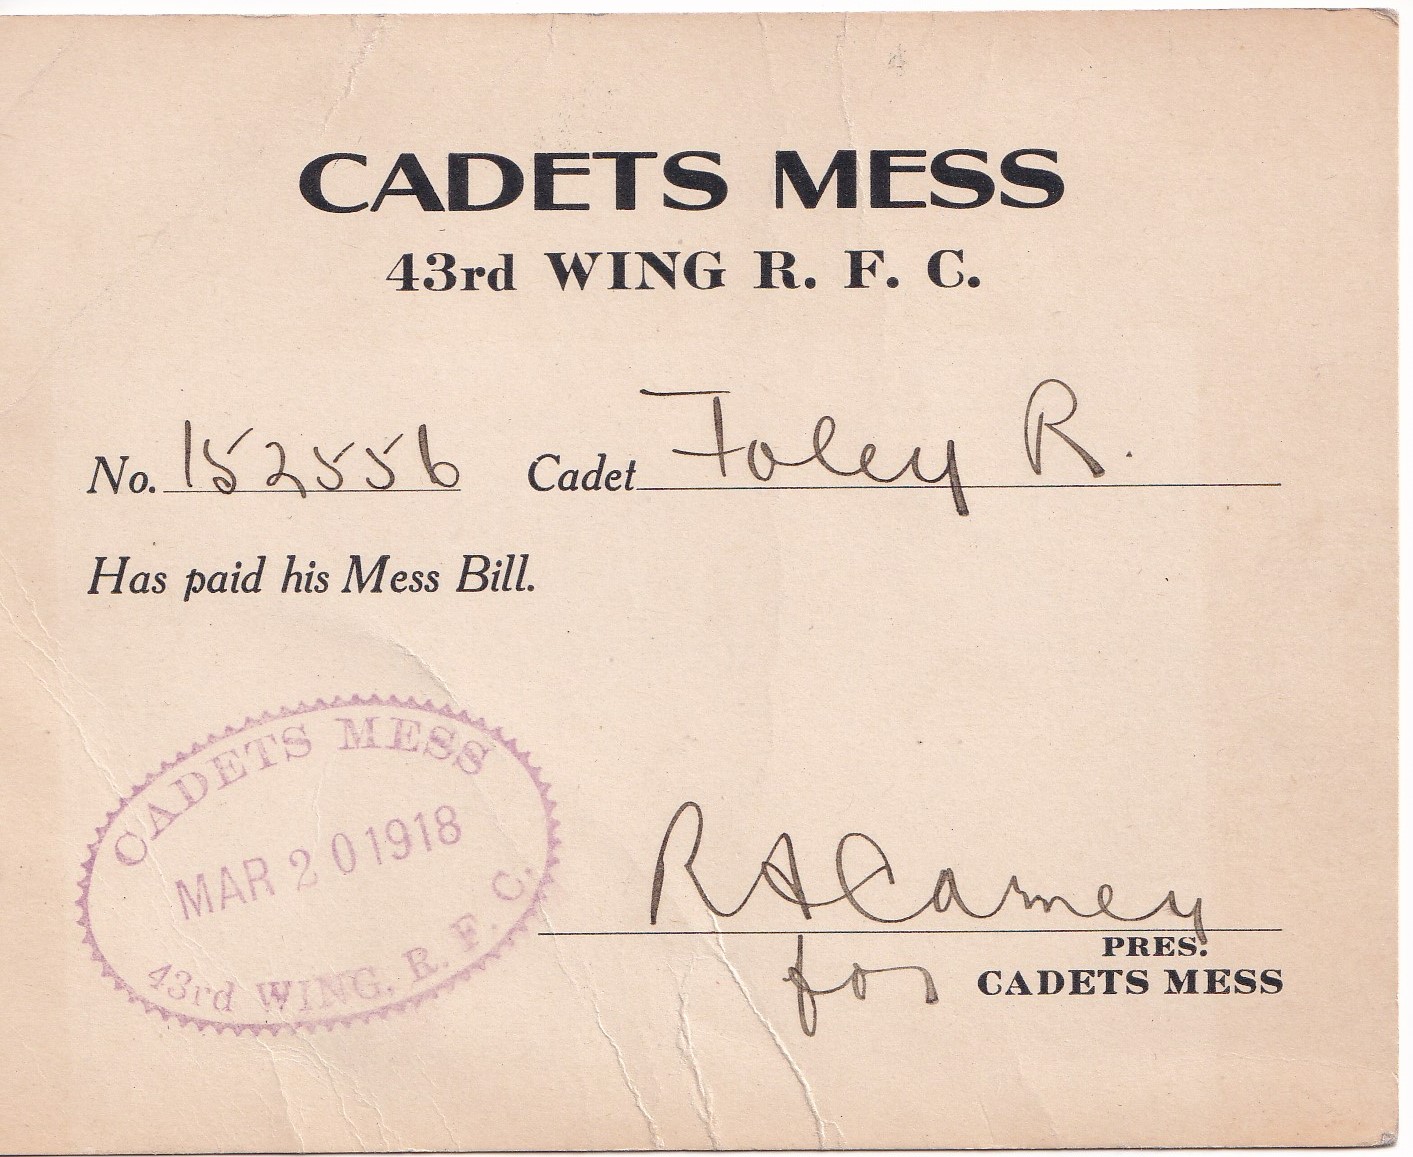 CADETS MESS
43rd WING R. F. C.
No. 152556 Cadet Foley R.
Has paid his Mess Bill.
CADETS MESS
MAR 20 1918
43rd WING. R. F. C.
R A Carney
for PRES.
CADETS MESS